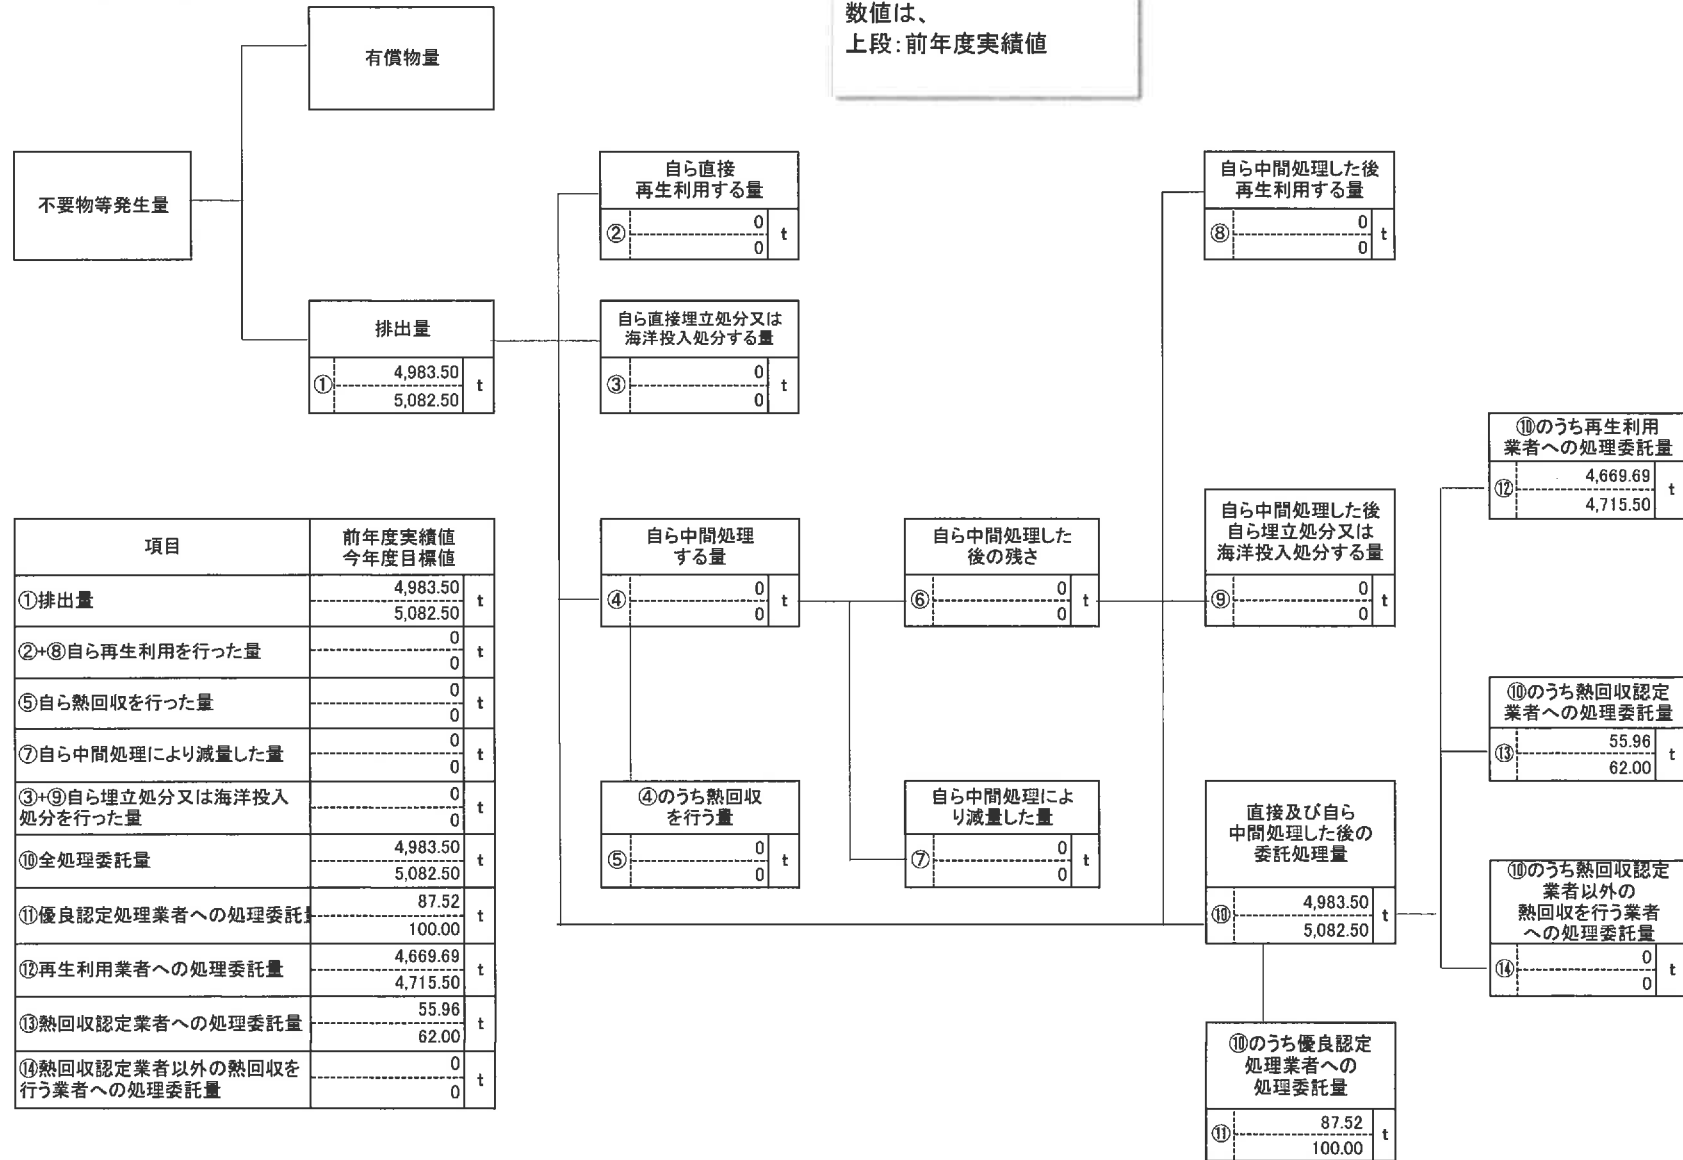 数値は、
上段:前年度実績値
有償物量
不要物等発生量
排出量
①
4,983.50
5,082.50
t
自ら直接
再生利用する量
②
0
0
t
自ら直接埋立処分又は
海洋投入処分する量
③
0
0
t
自ら中間処理
する量
④
0
0
t
④のうち熱回収
を行う量
⑤
0
0
t
自ら中間処理した
後の残さ
⑥
0
0
t
自ら中間処理によ
り減量した量
⑦
0
0
t
自ら中間処理した後
再生利用する量
⑧
0
0
t
自ら中間処理した後
自ら埋立処分又は
海洋投入処分する量
⑨
0
0
t
直接及び自ら
中間処理した後の
委託処理量
⑩
4,983.50
5,082.50
t
⑩のうち優良認定
処理業者への
処理委託量
⑪
87.52
100.00
t
⑩のうち再生利用
業者への処理委託量
⑫
4,669.69
4,715.50
t
⑩のうち熱回収認定
業者への処理委託量
⑬
55.96
62.00
t
⑩のうち熱回収認定
業者以外の
熱回収を行う業者
への処理委託量
⑭
0
0
t
項目
前年度実績値
今年度目標値
①排出量
4,983.50
5,082.50
t
②+⑧自ら再生利用を行った量
0
0
t
⑤自ら熱回収を行った量
0
0
t
⑦自ら中間処理により減量した量
0
0
t
③+⑨自ら埋立処分又は海洋投入
処分を行った量
0
0
t
⑩全処理委託量
4,983.50
5,082.50
t
⑪優良認定処理業者への処理委託
87.52
100.00
t
⑫再生利用業者への処理委託量
4,669.69
4,715.50
t
⑬熱回収認定業者への処理委託量
55.96
62.00
t
⑭熱回収認定業者以外の熱回収を
行う業者への処理委託量
0
0
t